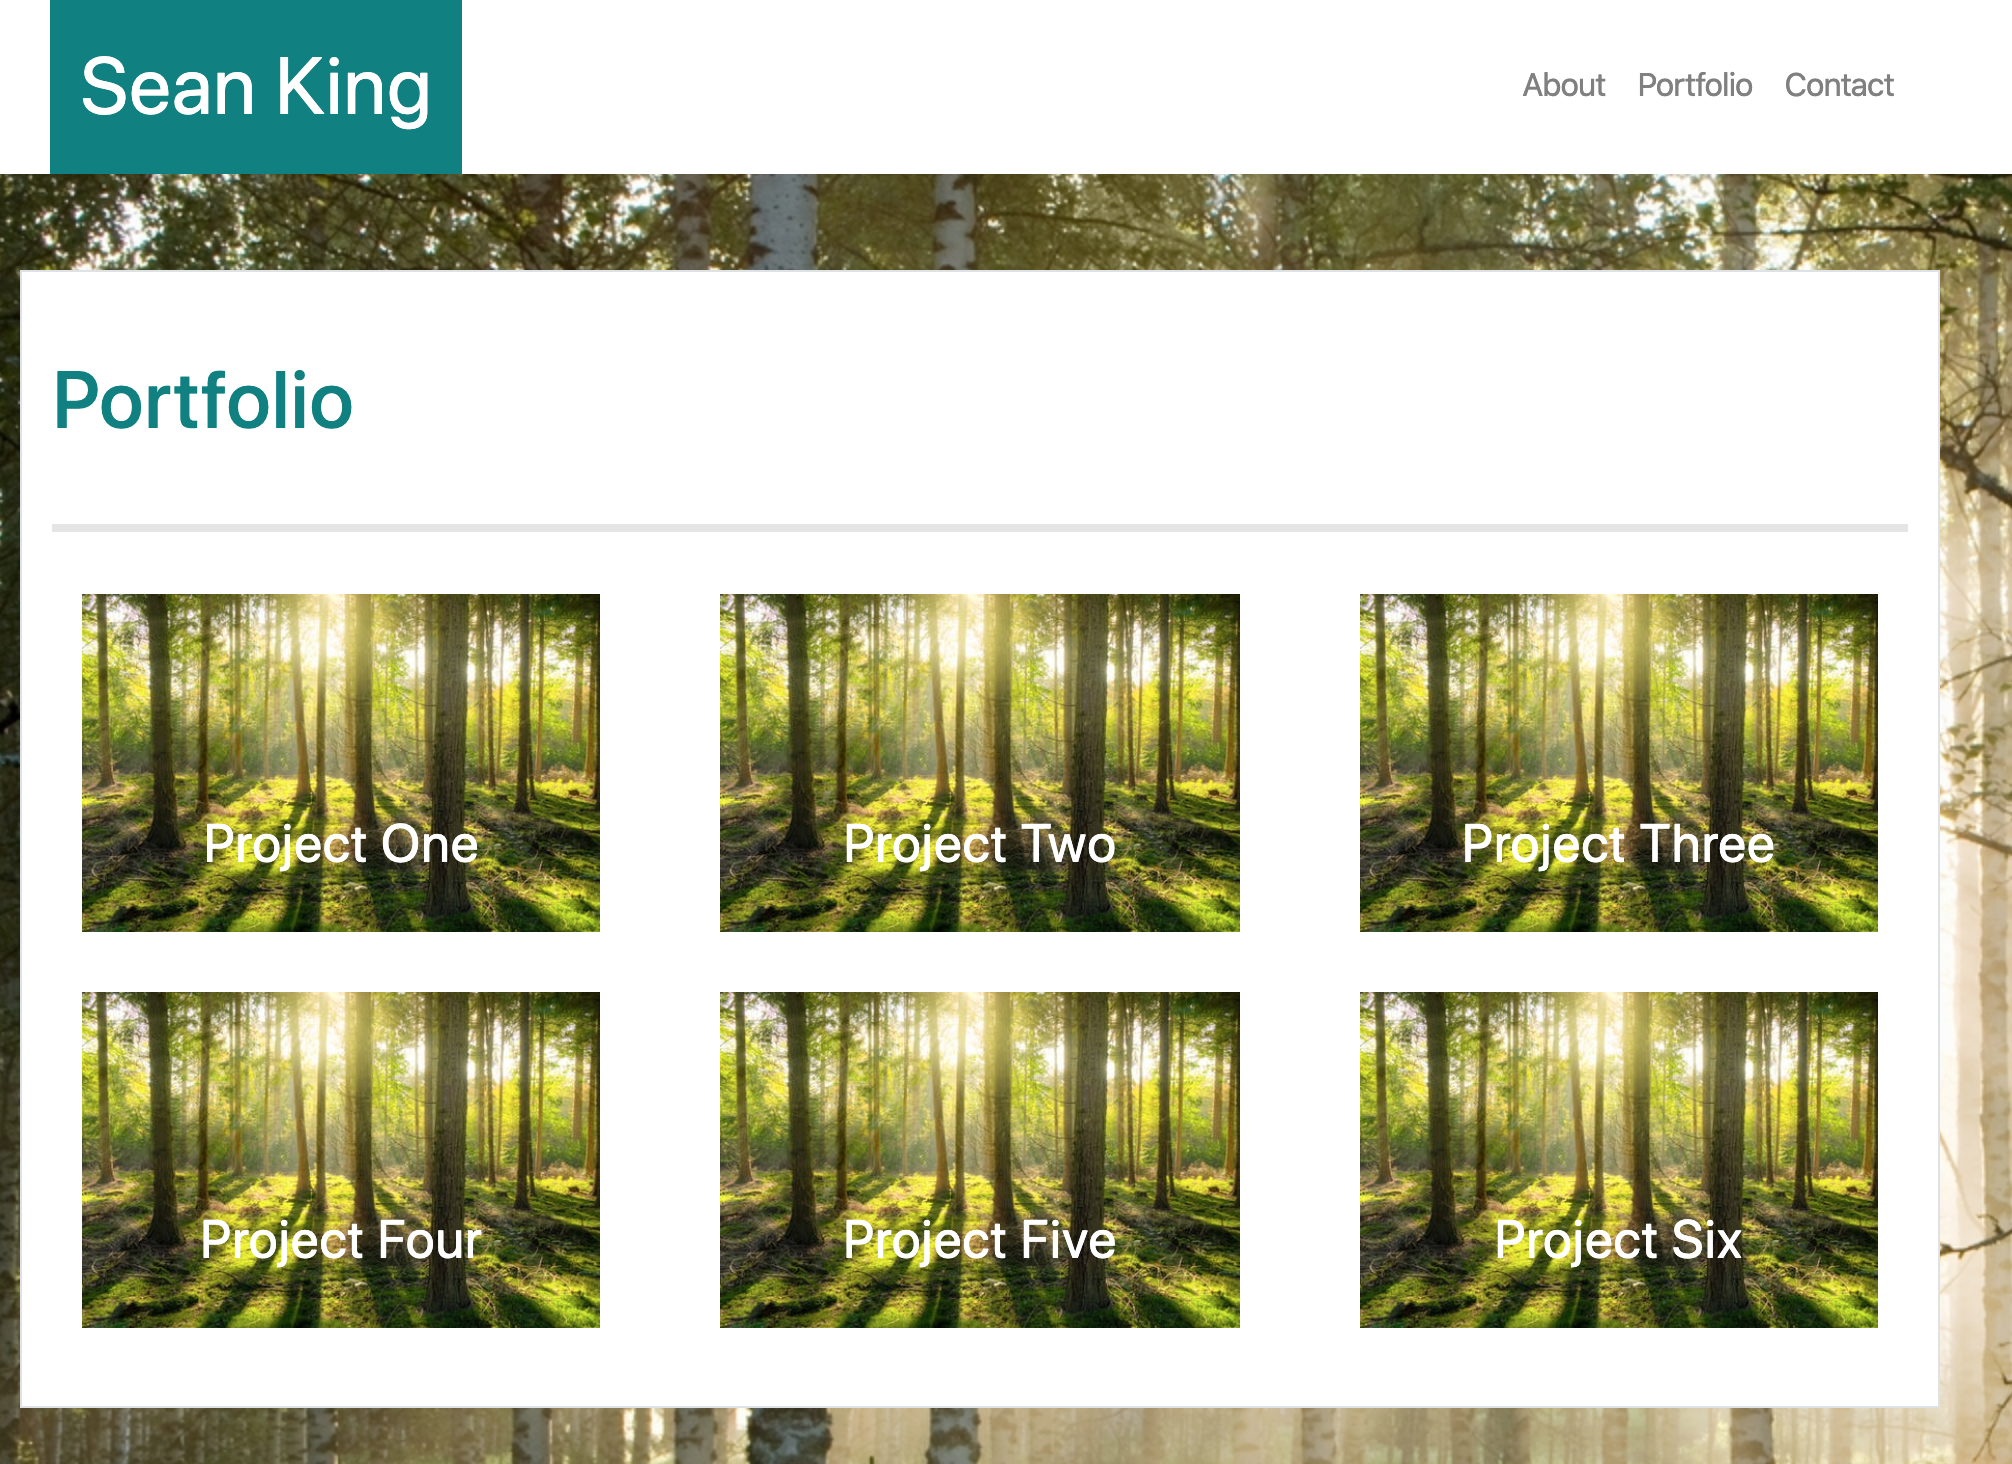 Sean King
About Portfolio Contact
Portfolio
Project One
Project Two
Project Three
Project Four
Project Five
Project Six